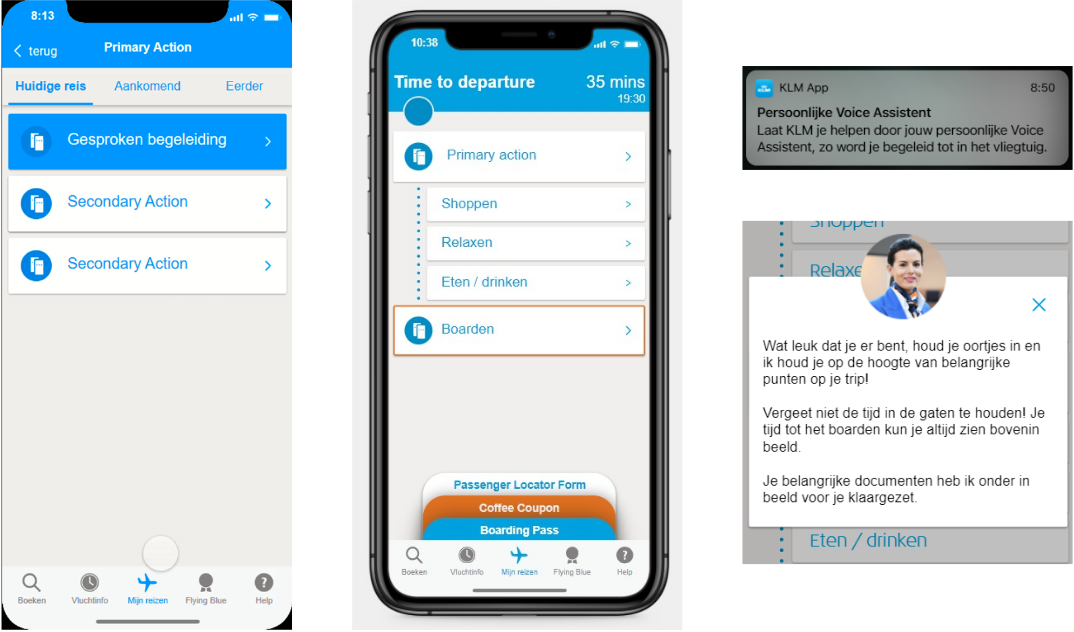 8:13
terug
Primary Action
Huidige reis
Aankomend
Eerder
Gesproken begeleiding
Secondary Action
Secondary Action
Boeken
Vluchtinfo
Mijn reizen
Flying Blue
Help
10:38
Time to departure
35 mins
19:30
Primary action
Shoppen
Relaxen
Eten / drinken
Boarden
Passenger Locator Form
Coffee Coupon
Boarding Pass
Boeken
Vluchtinfo
Mijn reizen
Flying Blue
Help
KLM
KLM App
8:50
Persoonlijke Voice Assistent
Laat KLM je helpen door jouw persoonlijke Voice
Assistent, zo word je begeleid tot in het vliegtuig.
Shoppen
Relaxe
Wat leuk dat je er bent, houd je oortjes in en
ik houd je op de hoogte van belangrijke
punten op je trip!
Vergeet niet de tijd in de gaten te houden! Je
tijd tot het boarden kun je altijd zien bovenin
beeld.
Je belangrijke documenten heb ik onder in
beeld voor je klaargezet.
Eten / drinken